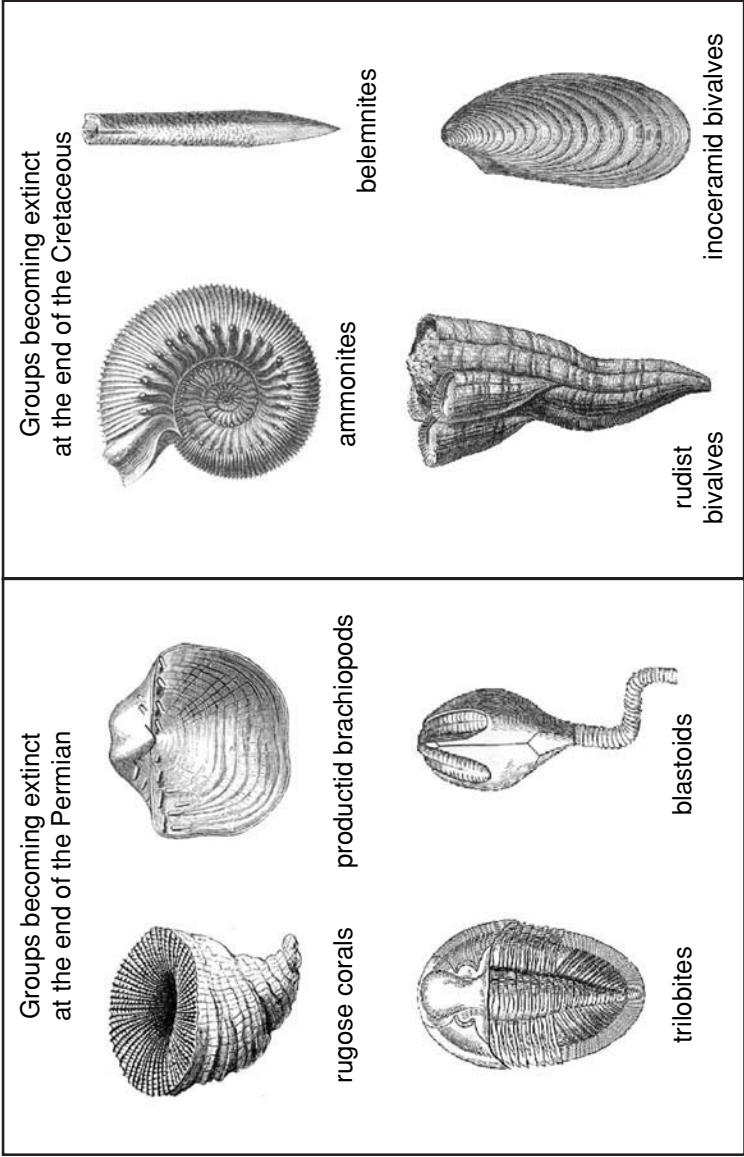 Groups becoming extinct
at the end of the Permian
rugose corals
productid brachiopods
trilobites
blastoids
Groups becoming extinct
at the end of the Cretaceous
ammonites
belemnites
rudist
bivalves
inoceramid bivalves